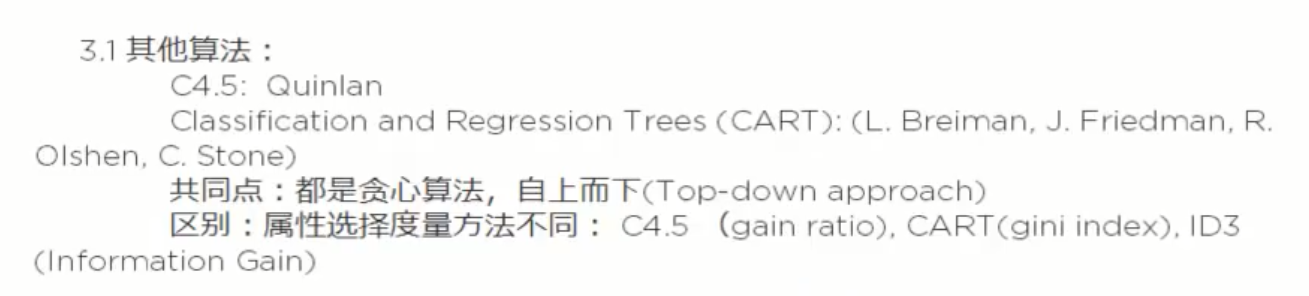 3.1 其他算法：
C4.5: Quinlan
Classification and Regression Trees (CART): (L. Breiman, J. Friedman, R.
Olshen, C. Stone)
共同点：都是贪心算法，自上而下(Top-down approach)
区别：属性选择度量方法不同： C4.5 （gain ratio), CART(gini index), ID3
(Information Gain)